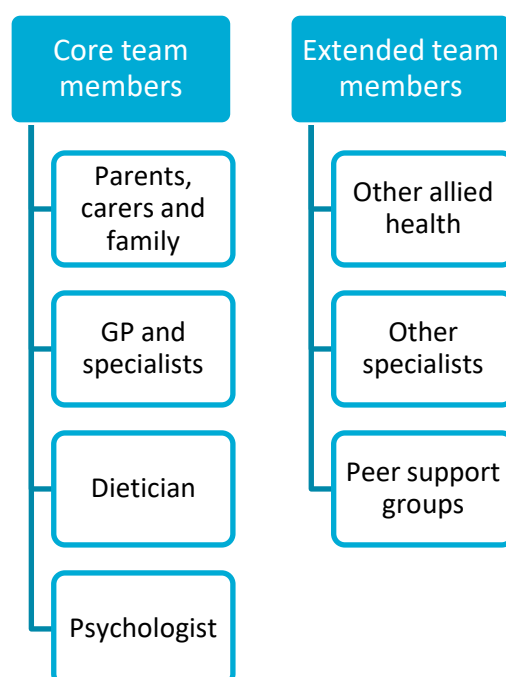 Core team
members
Parents,
carers and
family
GP and
specialists
Dietician
Psychologist
Extended team
members
Other allied
health
Other
specialists
Peer support
groups